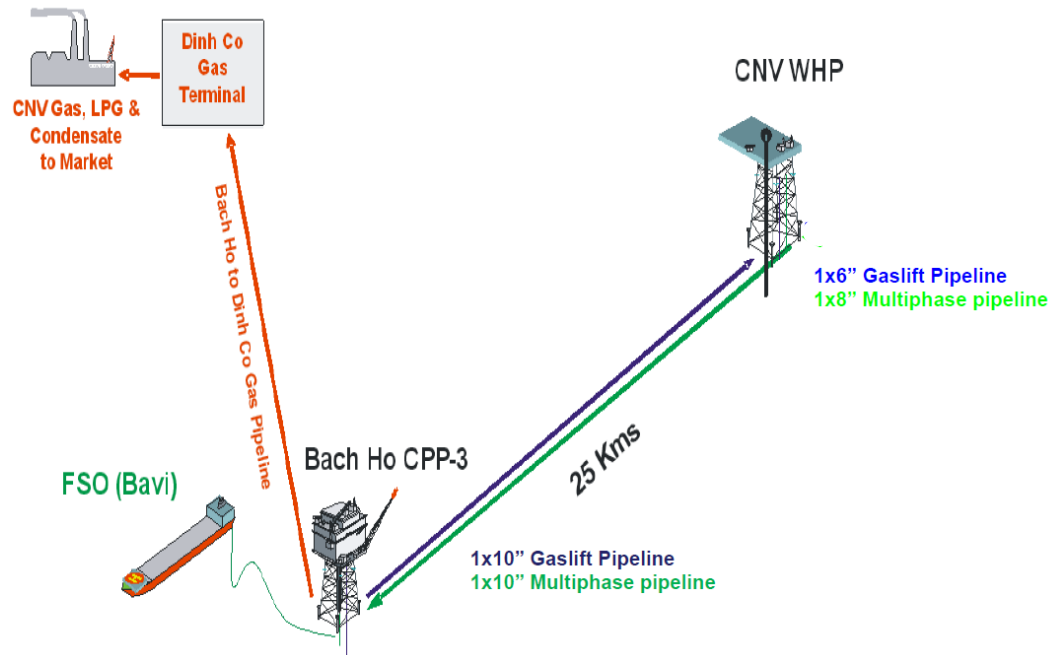 Dinh Co
Gas
Terminal
CNV Gas, LPG &
Condensate
to Market
CNV WHP
1x6” Gaslift Pipeline
1x8” Multiphase pipeline
Bach Ho to Dinh Co Gas Pipeline
25 Kms
Bach Ho CPP-3
FSO (Bavi)
1x10” Gaslift Pipeline
1x10” Multiphase pipeline